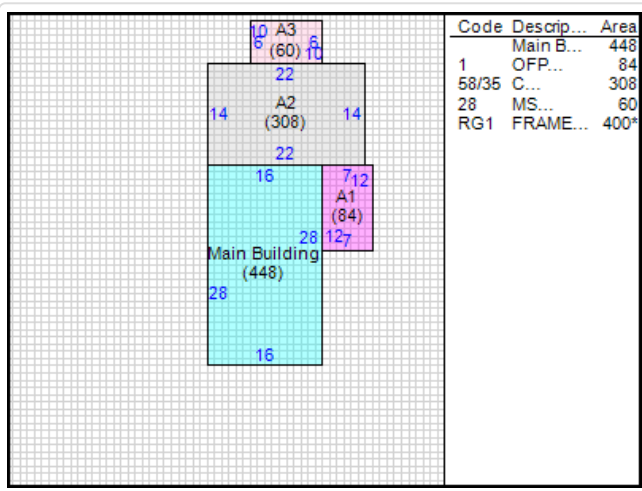 Code Descrip... Area
Main B... 448
1 OFP... 84
58/35 C... 308
28 MS... 60
RG1 FRAME... 400*
10 A3
6 (60) 6
10
22
14 A2 14
(308)
22
16
7 12
A1
(84)
28 12 7
Main Building
(448)
28
16